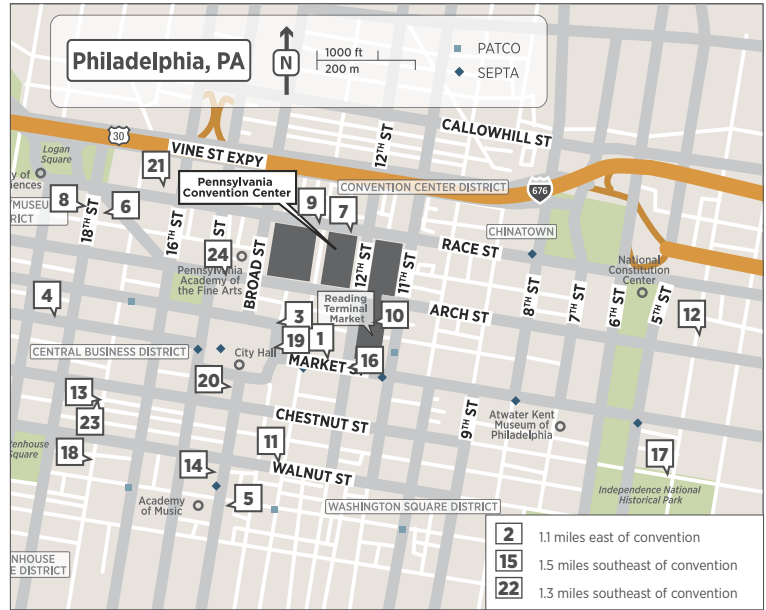 Philadelphia, PA
N
1000 ft
200 m
PATCO
SEPTA
30
Logan
Square
VINE ST EXPY
12TH ST
CALLOWHILL ST
21
y of
iences
Pennsylvania
Convention Center
CONVENTION CENTER DISTRICT
676
8
6
MUSEU
RICT
18TH ST
16TH ST
ST
9
7
CHINATOWN
RACE ST
24
Pennsylvania
Academy of
the Fine Arts
BROAD ST
12TH ST
11TH ST
National
Constitution
Center
8TH ST
7TH ST
6TH ST
5TH ST
4
Reading
Terminal
Market
3
10
ARCH ST
12
CENTRAL BUSINESS DISTRICT
City Hall
19
1
16
MARKET ST
20
13
23
CHESTNUT ST
9TH ST
Atwater Kent
Museum of
Philadelphia
tenhouse
Square
18
11
14
WALNUT ST
17
Academy
of Music
5
WASHINGTON SQUARE DISTRICT
Independence National
Historical Park
NHOUSE
E DISTRICT
2 1.1 miles east of convention
15 1.5 miles southeast of convention
22 1.3 miles southeast of convention